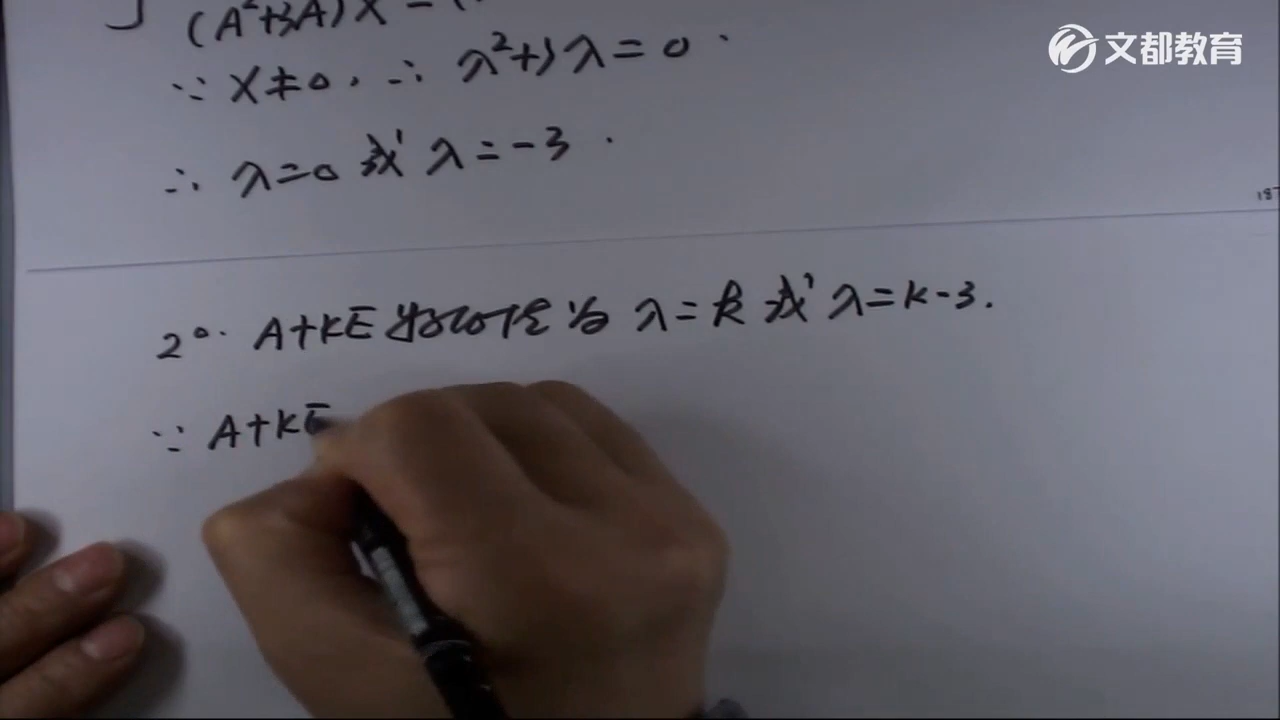 文都教育
(A²+3A)X =
∵ X≠0, ∴ λ²+3λ=0.
∴ λ=0 或 λ=-3.
187
2°. A+KE 的特征值为 λ=k 或 λ=k-3.
∵ A+KE